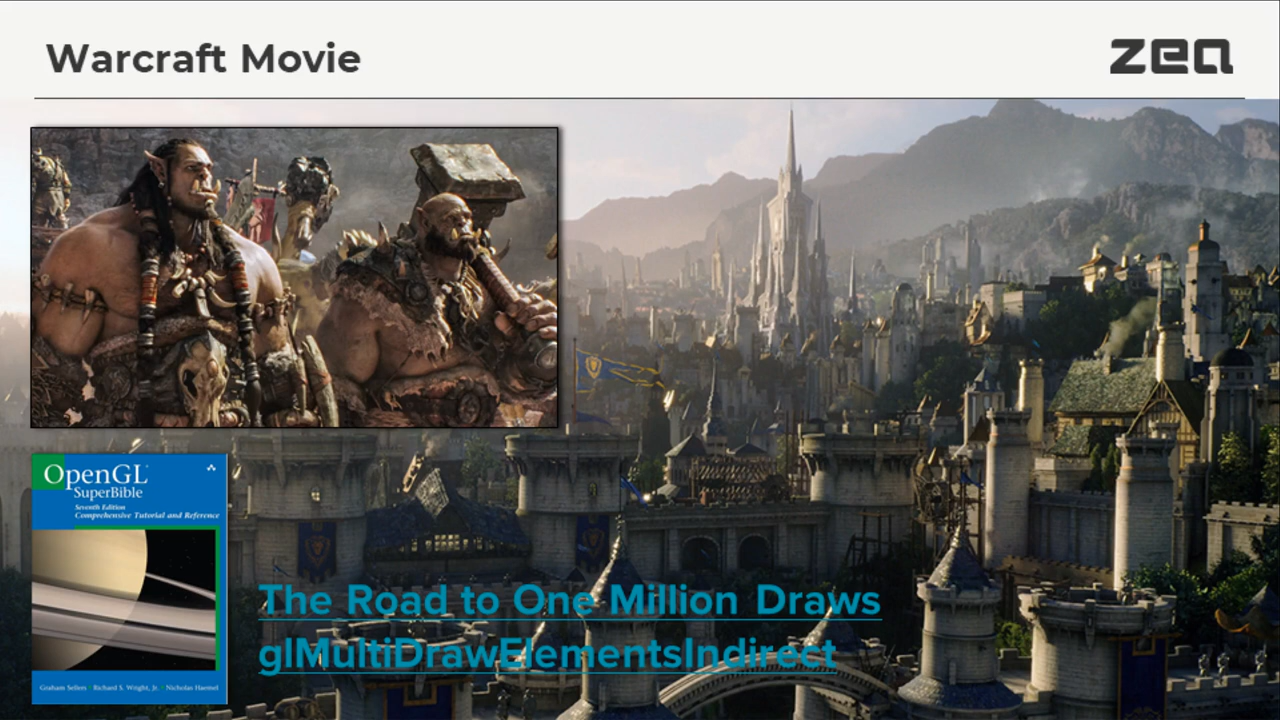 Warcraft Movie
zea
OpenGL
SuperBible
Seventh Edition
Comprehensive Tutorial and Reference
Graham Sellers Richard S. Wright, Jr. Nicholas Haemel
The Road to One Million Draws
glMultiDrawElementsIndirect